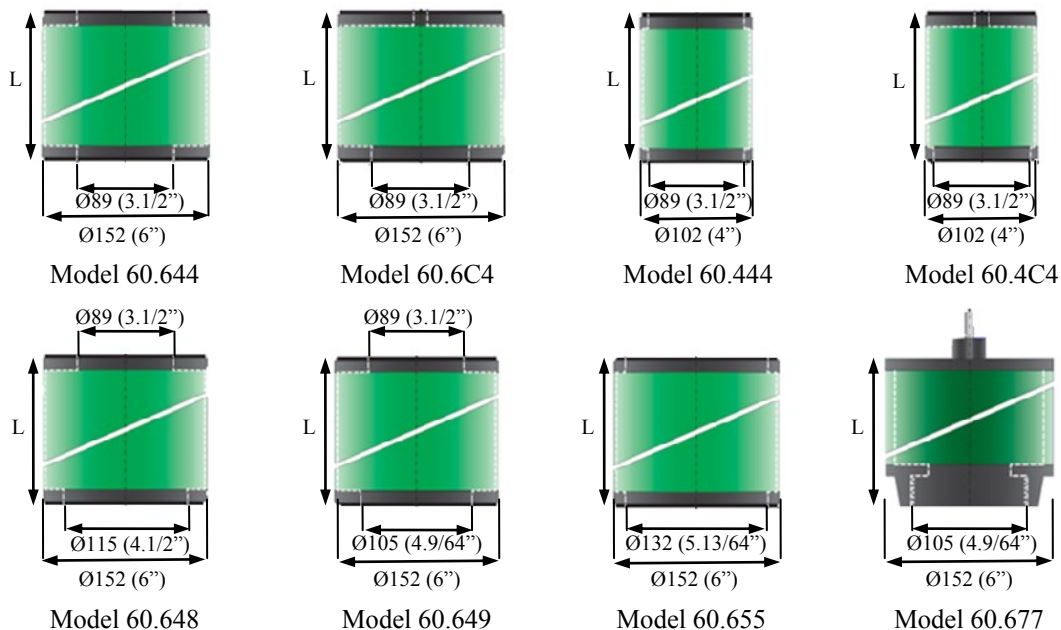 L
L
L
L
Ø89 (3.1/2”)
Ø89 (3.1/2”)
Ø89 (3.1/2”)
Ø89 (3.1/2”)
Ø152 (6”)
Ø152 (6”)
Ø102 (4”)
Ø102 (4”)
Model 60.644
Model 60.6C4
Model 60.444
Model 60.4C4
Ø89 (3.1/2”)
Ø89 (3.1/2”)
L
L
L
L
Ø115 (4.1/2”)
Ø105 (4.9/64”)
Ø132 (5.13/64”)
Ø105 (4.9/64”)
Ø152 (6”)
Ø152 (6”)
Ø152 (6”)
Ø152 (6”)
Model 60.648
Model 60.649
Model 60.655
Model 60.677